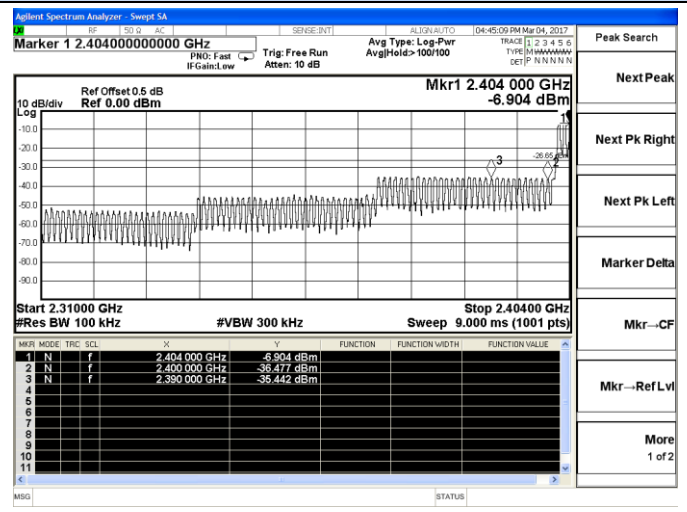 Agilent Spectrum Analyzer - Swept SA
RF 50 Ω AC SENSE:INT ALIGNAUTO 04:45:09 PM Mar 04, 2017
Marker 1 2.404000000000 GHz
PNO: Fast
IFGain:Low
Trig: Free Run
Atten: 10 dB
Avg Type: Log-Pwr
Avg|Hold:> 100/100
TRACE 1 2 3 4 5 6
TYPE M
DET P N N N N N
Peak Search
Mkr1 2.404 000 GHz
-6.904 dBm
Ref Offset 0.5 dB
10 dB/div Ref 0.00 dBm
Log
1
-10.0
-20.0
3
2
-30.0
-40.0
-50.0
-60.0
-70.0
-80.0
-90.0
Start 2.31000 GHz Stop 2.40400 GHz
#Res BW 100 kHz #VBW 300 kHz Sweep 9.000 ms (1001 pts)
MKR MODE TRC SCL X Y FUNCTION FUNCTION WIDTH FUNCTION VALUE
1 N f 2.404 000 GHz -6.904 dBm
2 N f 2.400 000 GHz -36.477 dBm
3 N f 2.390 000 GHz -35.442 dBm
4
5
6
7
8
9
10
11
MSG STATUS
Next Peak
Next Pk Right
Next Pk Left
Marker Delta
Mkr→CF
Mkr→Ref Lvl
More
1 of 2